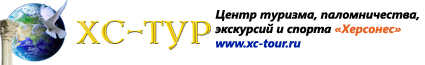 ХС-ТУР
Центр туризма, паломничества,
экскурсий и спорта «Херсонес»
www.xc-tour.ru